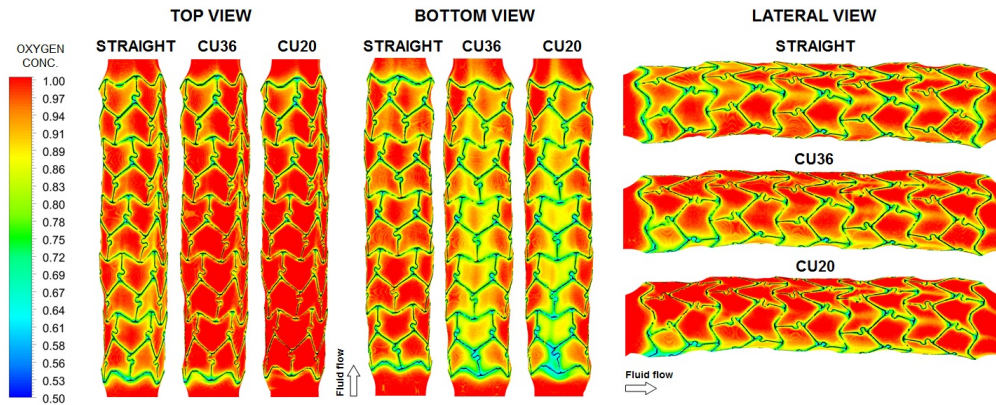 TOP VIEW
BOTTOM VIEW
LATERAL VIEW
OXYGEN
CONC.
STRAIGHT CU36 CU20
STRAIGHT CU36 CU20
STRAIGHT
1.00
0.97
0.94
0.91
0.89
0.86
0.83
0.80
0.78
0.75
0.72
0.69
0.67
0.64
0.61
0.58
0.56
0.53
0.50
Fluid flow
CU36
CU20
Fluid flow